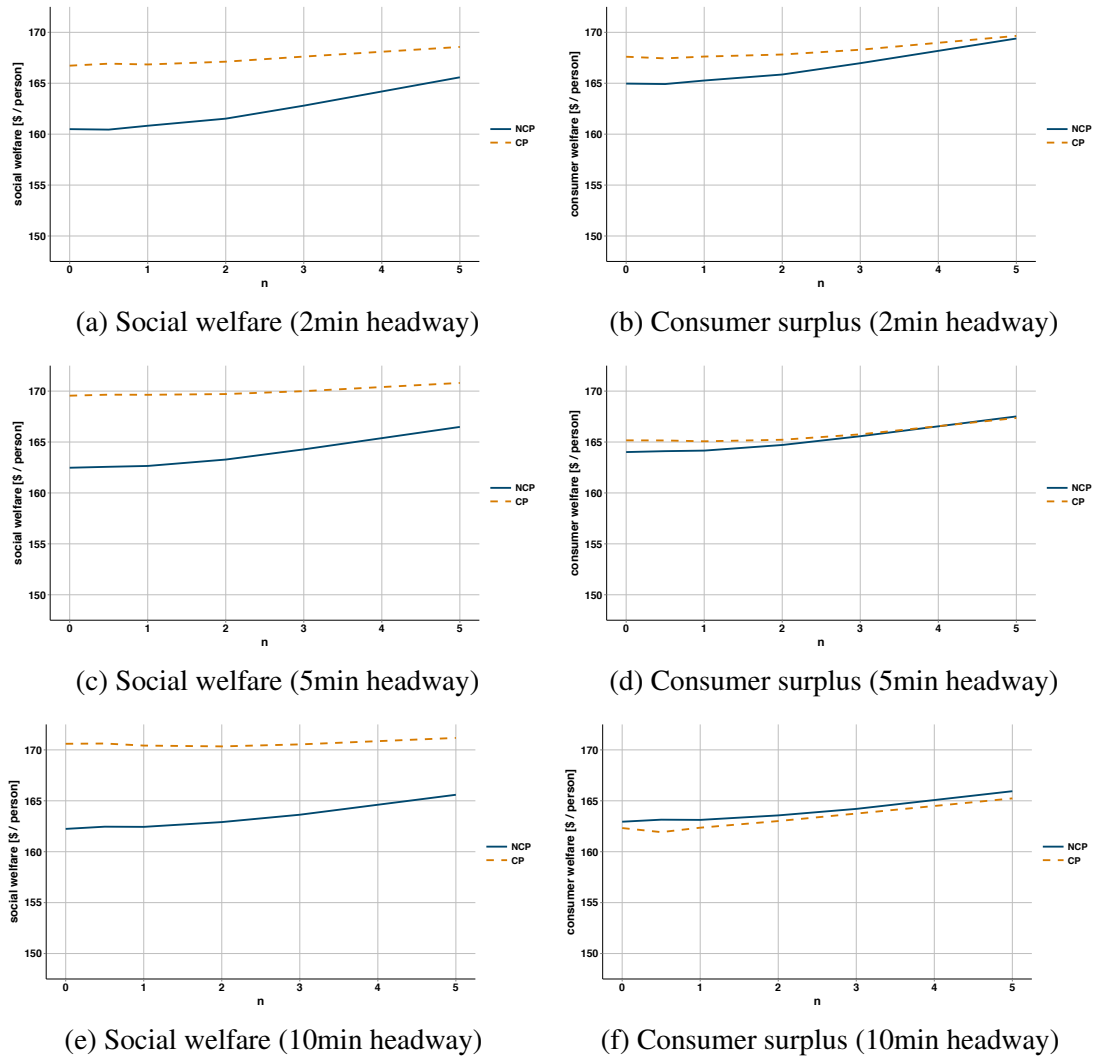 social welfare [$ / person]
170
165
160
155
150
0 1 2 3 4 5
n
NCP
CP
(a) Social welfare (2min headway)
consumer welfare [$ / person]
170
165
160
155
150
0 1 2 3 4 5
n
NCP
CP
(b) Consumer surplus (2min headway)
social welfare [$ / person]
170
165
160
155
150
0 1 2 3 4 5
n
NCP
CP
(c) Social welfare (5min headway)
consumer welfare [$ / person]
170
165
160
155
150
0 1 2 3 4 5
n
NCP
CP
(d) Consumer surplus (5min headway)
social welfare [$ / person]
170
165
160
155
150
0 1 2 3 4 5
n
NCP
CP
(e) Social welfare (10min headway)
consumer welfare [$ / person]
170
165
160
155
150
0 1 2 3 4 5
n
NCP
CP
(f) Consumer surplus (10min headway)